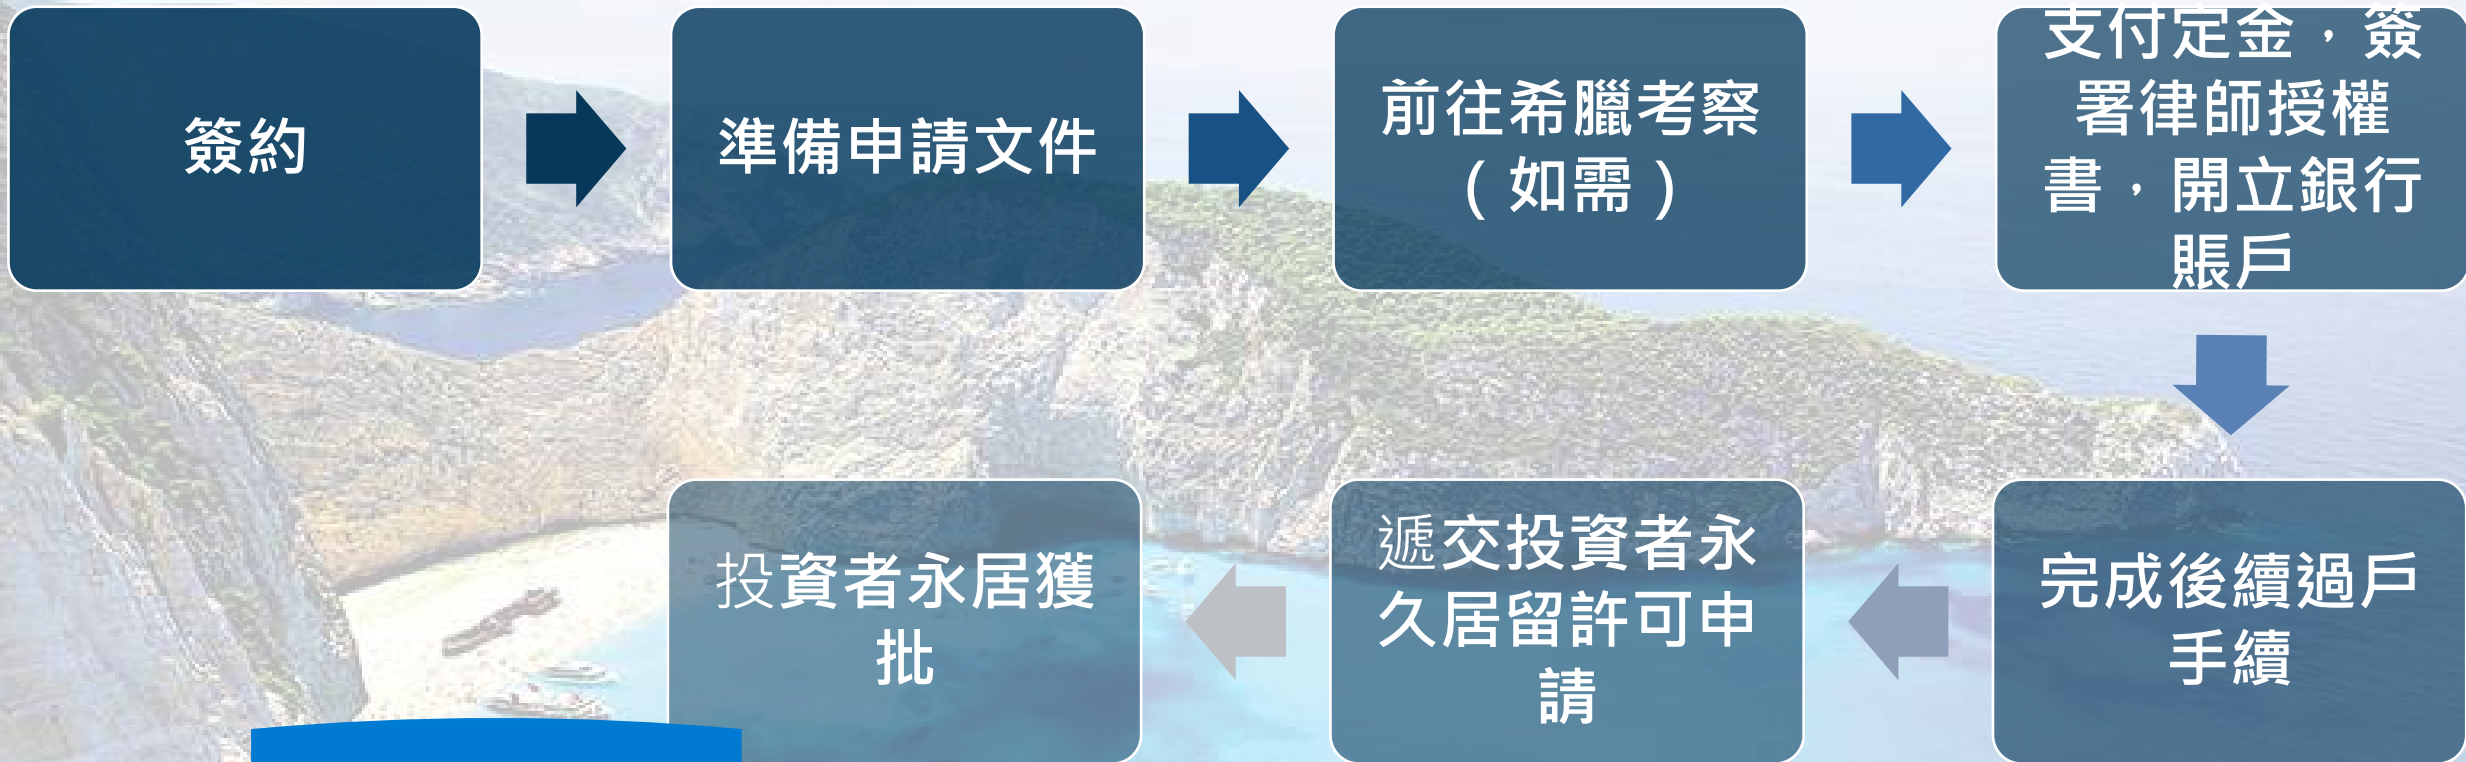 簽約
準備申請文件
前往希臘考察
（如需）
支付定金，簽
署律師授權
書，開立銀行
賬戶
完成後續過戶
手續
遞交投資者永
久居留許可申
請
投資者永居獲
批